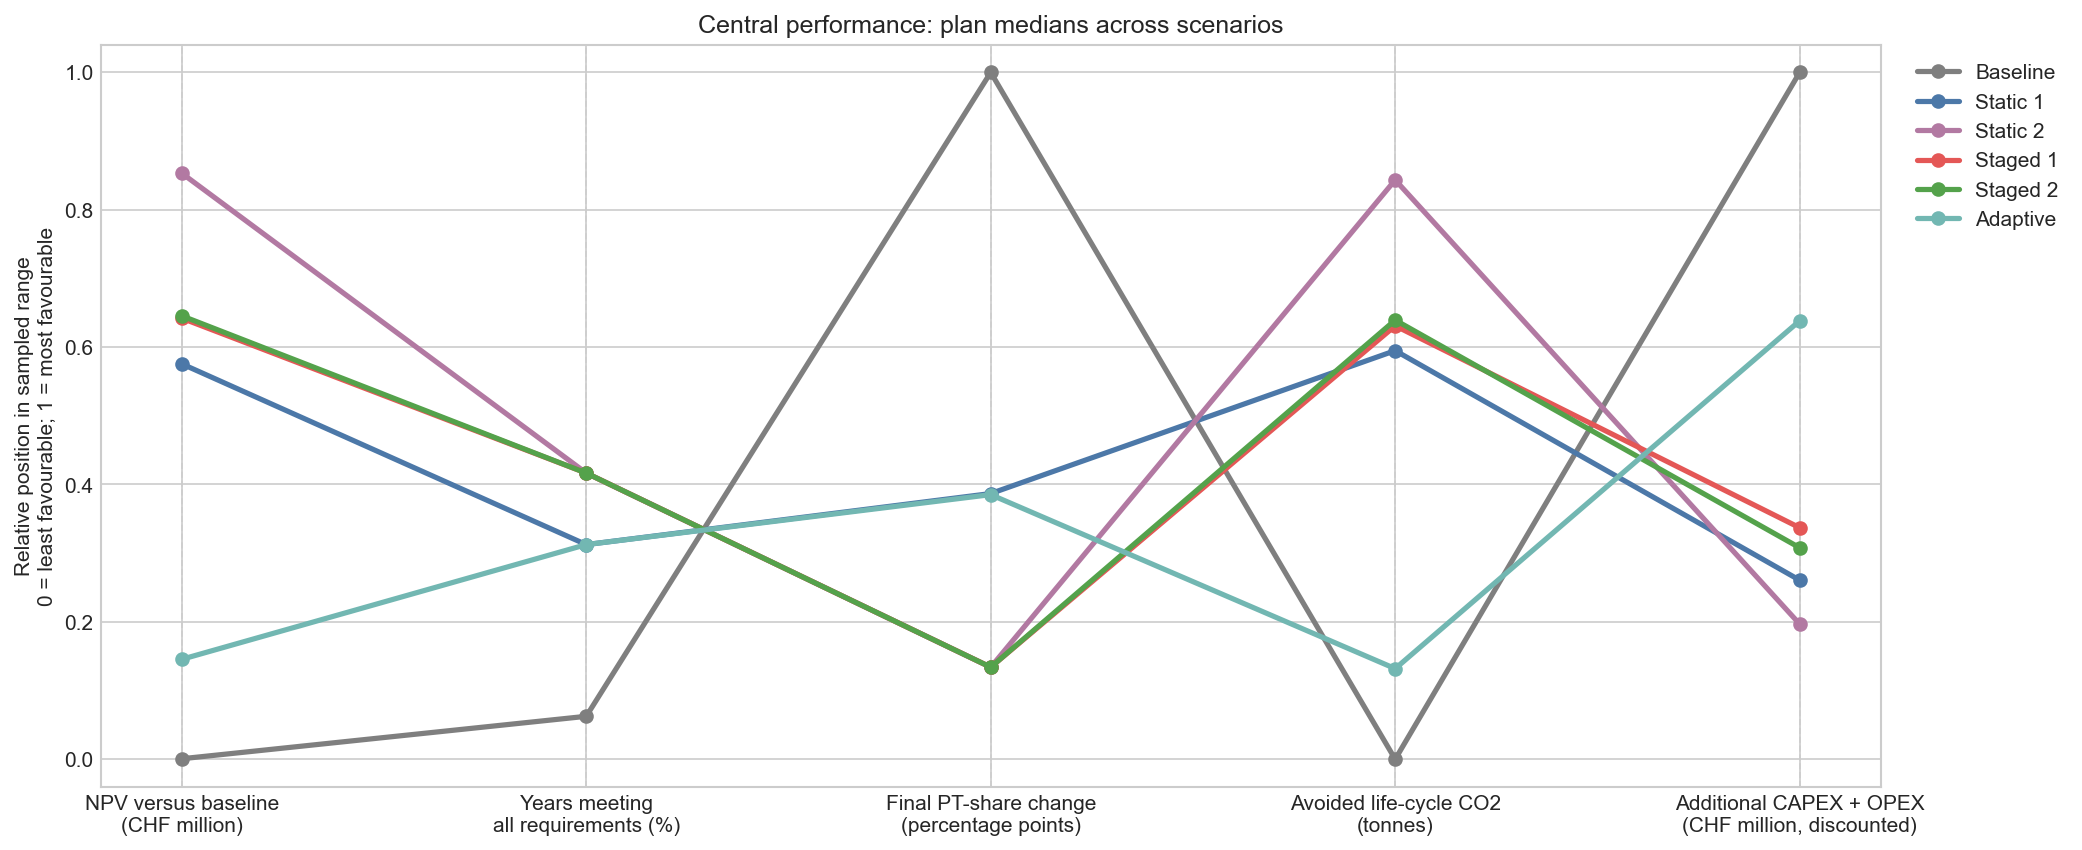 Central performance: plan medians across scenarios
Relative position in sampled range
0 = least favourable; 1 = most favourable
1.0
0.8
0.6
0.4
0.2
0.0
NPV versus baseline
(CHF million)
Years meeting
all requirements (%)
Final PT-share change
(percentage points)
Avoided life-cycle CO2
(tonnes)
Additional CAPEX + OPEX
(CHF million, discounted)
Baseline
Static 1
Static 2
Staged 1
Staged 2
Adaptive